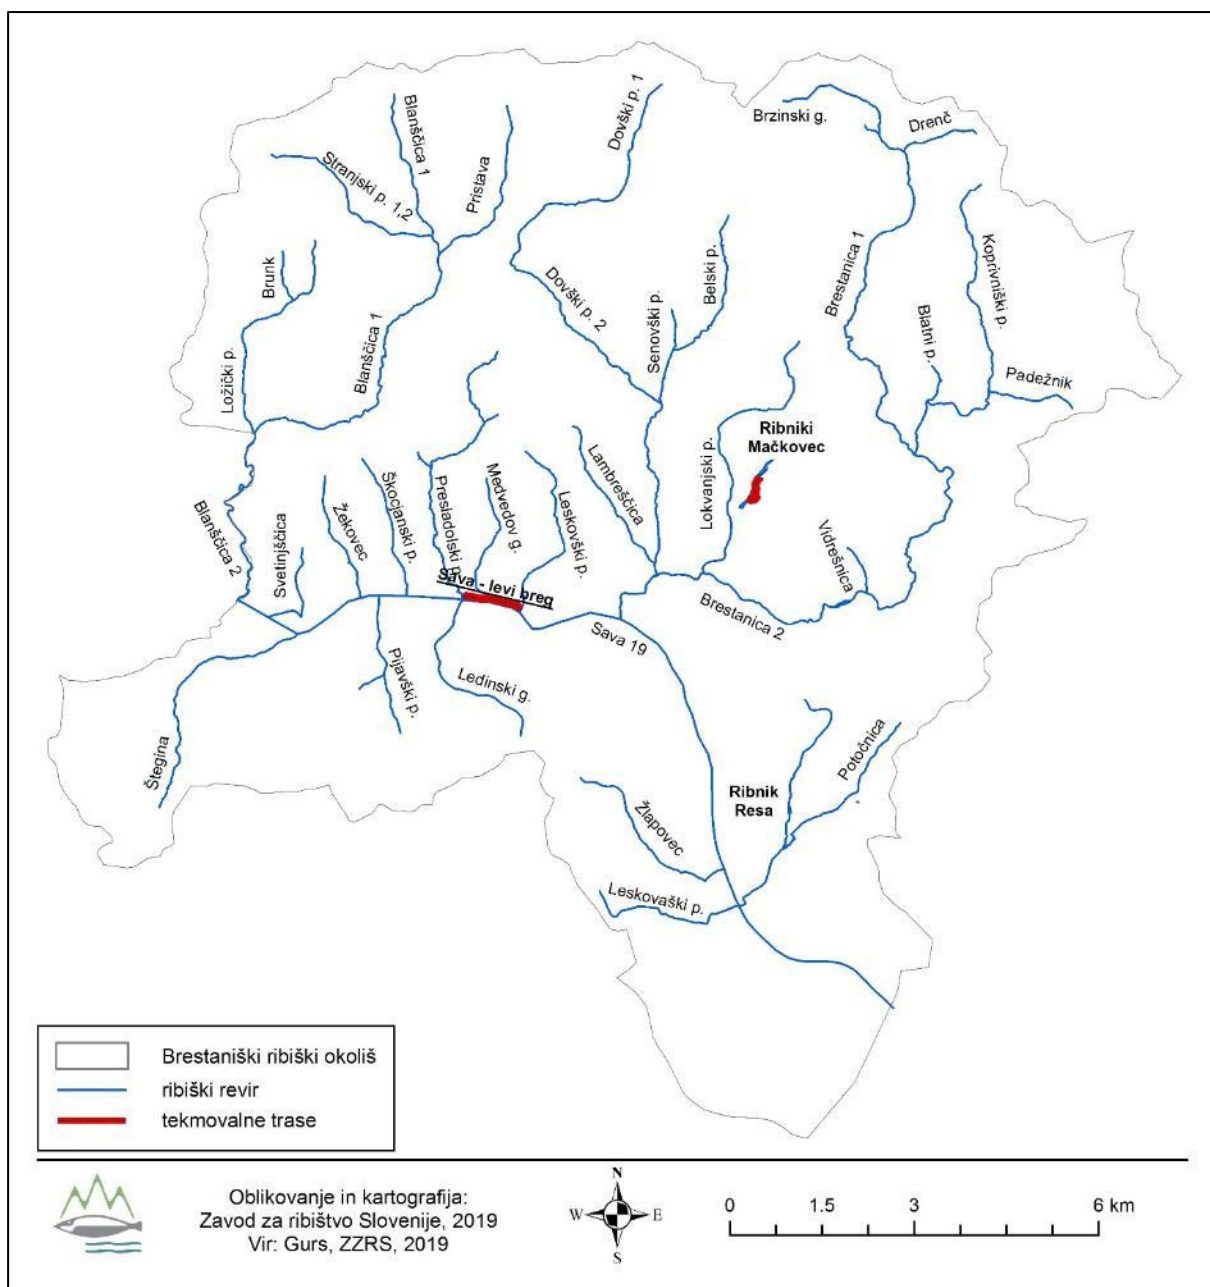 Dovški p. 1
Brzinski g.
Drenč
Blanščica 1
Stranjski p. 1,2
Pristava
Brunk
Dovški p. 2
Belski p.
Senovški p.
Brestanica 1
Koprivniški p.
Blatni p.
Padežnik
Ložički p.
Blanščica 1
Ribniki
Mačkovec
Lokvanjski p.
Lambreščica
Leskovški p.
Medvedov g.
Presladolski p.
Škocjanski p.
Žekovec
Svetinjščica
Blanščica 2
Vidrešnica
Sava - levi breg
Brestanica 2
Sava 19
Pijavški p.
Ledinski g.
Štegina
Potočnica
Ribnik
Resa
Žlapovec
Leskovaški p.
Brestaniški ribiški okoliš
ribiški revir
tekmovalne trase
Oblikovanje in kartografija:
Zavod za ribištvo Slovenije, 2019
Vir: Gurs, ZZRS, 2019
N
W E
S
0 1.5 3 6 km